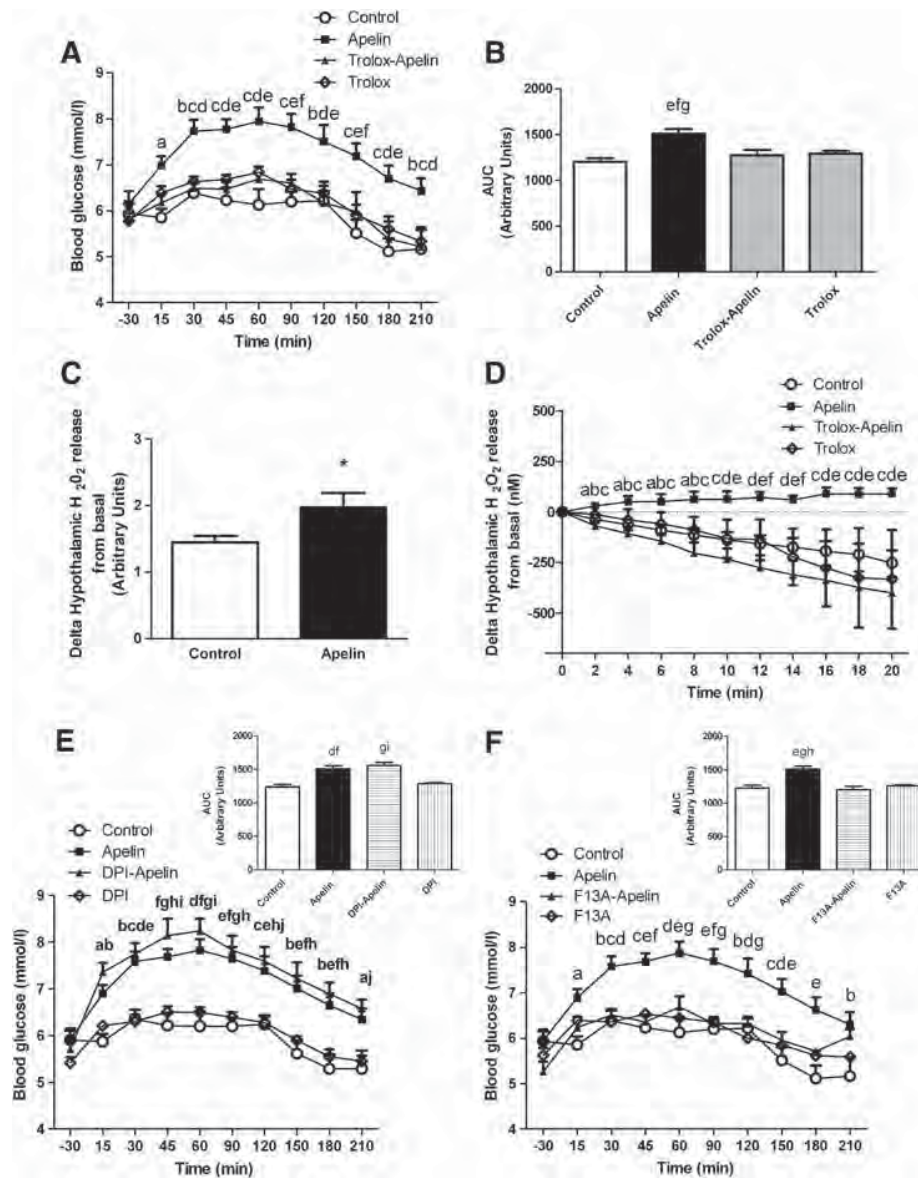 A
Control
Apelin
Trolox-Apelin
Trolox
Blood glucose (mmol/l)
9
8
7
6
5
4
a
bcd
cde
cde
cef
bde
cef
cde
bcd
-30 15 30 45 60 90 120 150 180 210
Time (min)
B
AUC
(Arbitrary Units)
2000
1500
1000
500
0
efg
Control
Apelin
Trolox-Apelin
Trolox
C
Delta Hypothalamic H2O2 release
from basal
(Arbitrary Units)
3
2
1
0
*
Control
Apelin
D
Control
Apelin
Trolox-Apelin
Trolox
Delta Hypothalamic H2O2 release
from basal (nM)
500
250
0
-250
-500
abc abc abc abc cde def def cde cde cde
0 2 4 6 8 10 12 14 16 18 20
Time (min)
E
AUC
(Arbitrary Units)
2000
1500
1000
500
0
df
gi
Control
Apelin
DPI-Apelin
DPI
Control
Apelin
DPI-Apelin
DPI
Blood glucose (mmol/l)
9
8
7
6
5
4
ab
bcde
fghi
dfgi
efgh
cehj
befh
befh
aj
-30 15 30 45 60 90 120 150 180 210
Time (min)
F
AUC
(Arbitrary Units)
2000
1500
1000
500
0
egh
Control
Apelin
F13A-Apelin
F13A
Control
Apelin
F13A-Apelin
F13A
Blood glucose (mmol/l)
9
8
7
6
5
4
a
bcd
cef
deg
efg
bdg
cde
e
b
-30 15 30 45 60 90 120 150 180 210
Time (min)